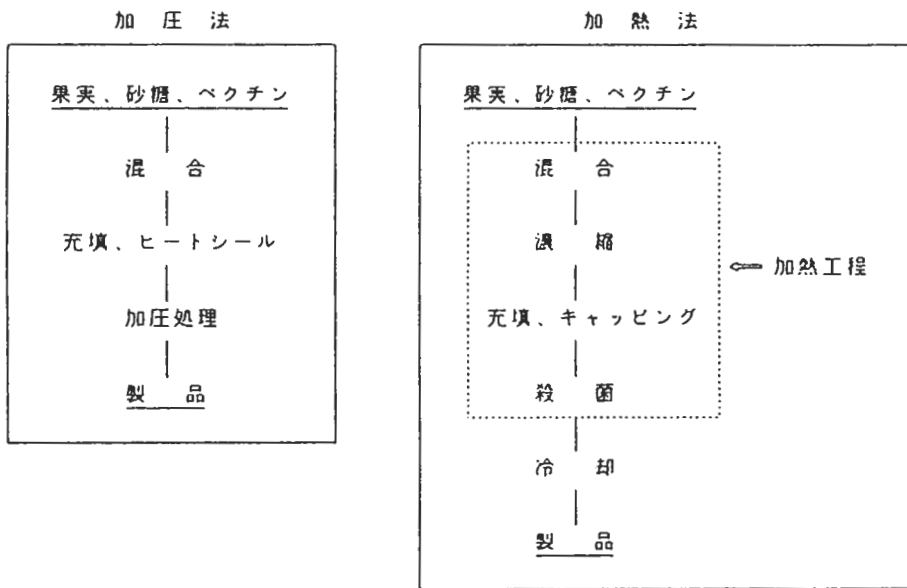 加圧法
果実、砂糖、ペクチン
混合
充填、ヒートシール
加圧処理
製品
加熱法
果実、砂糖、ペクチン
混合
濃縮
充填、キャッピング
殺菌
冷却
製品
加熱工程